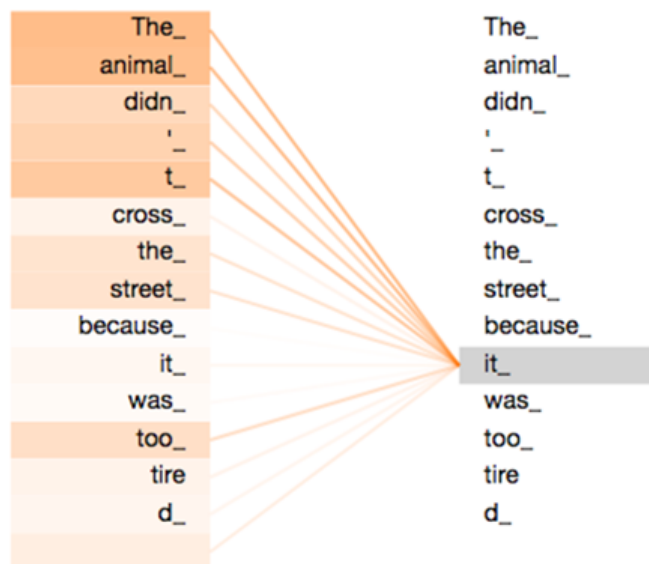 The_ The_
animal_ animal_
didn_ didn_
'_ '_
t_ t_
cross_ cross_
the_ the_
street_ street_
because_ because_
it_ it_
was_ was_
too_ too_
tire tire
d_ d_